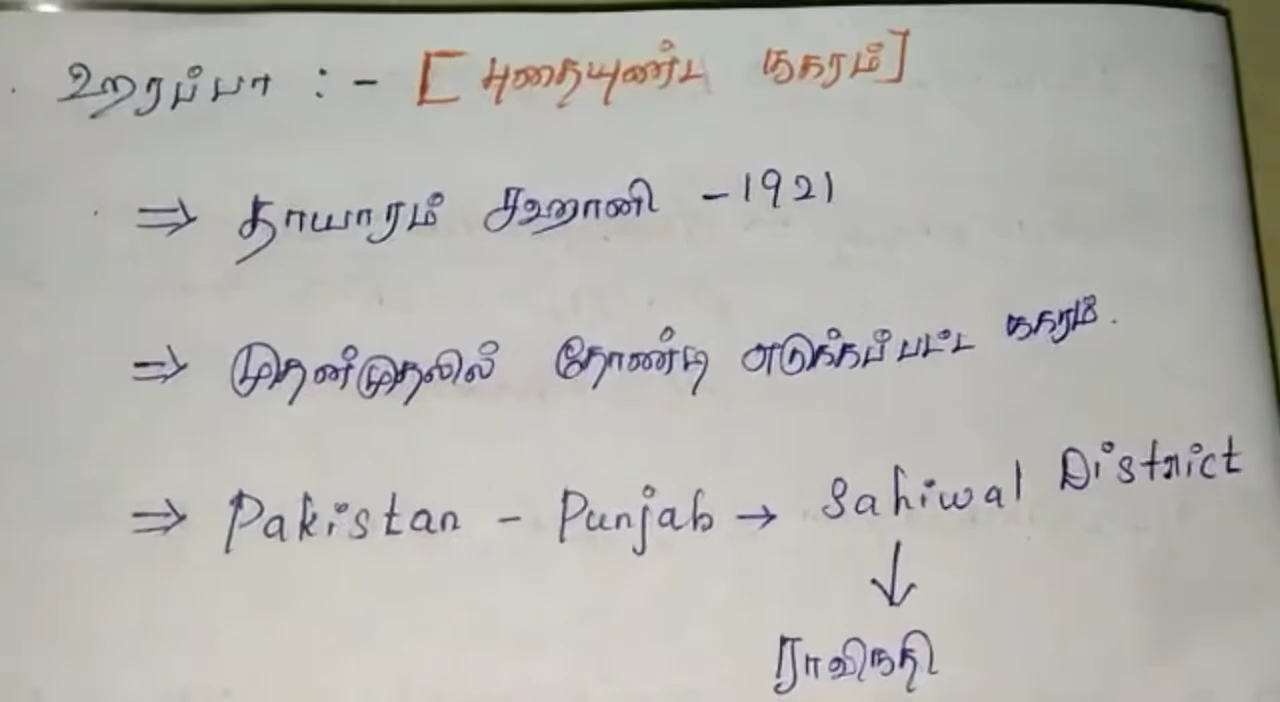 ஹரப்பா :- [புதையுண்ட நகரம்]
⇒ தயாராம் சஹானி - 1921
⇒ முதன்முதலில் தோண்டி எடுக்கப்பட்ட நகரம்.
⇒ Pakistan - Punjab → Sahiwal District
↓
ராவிநதி